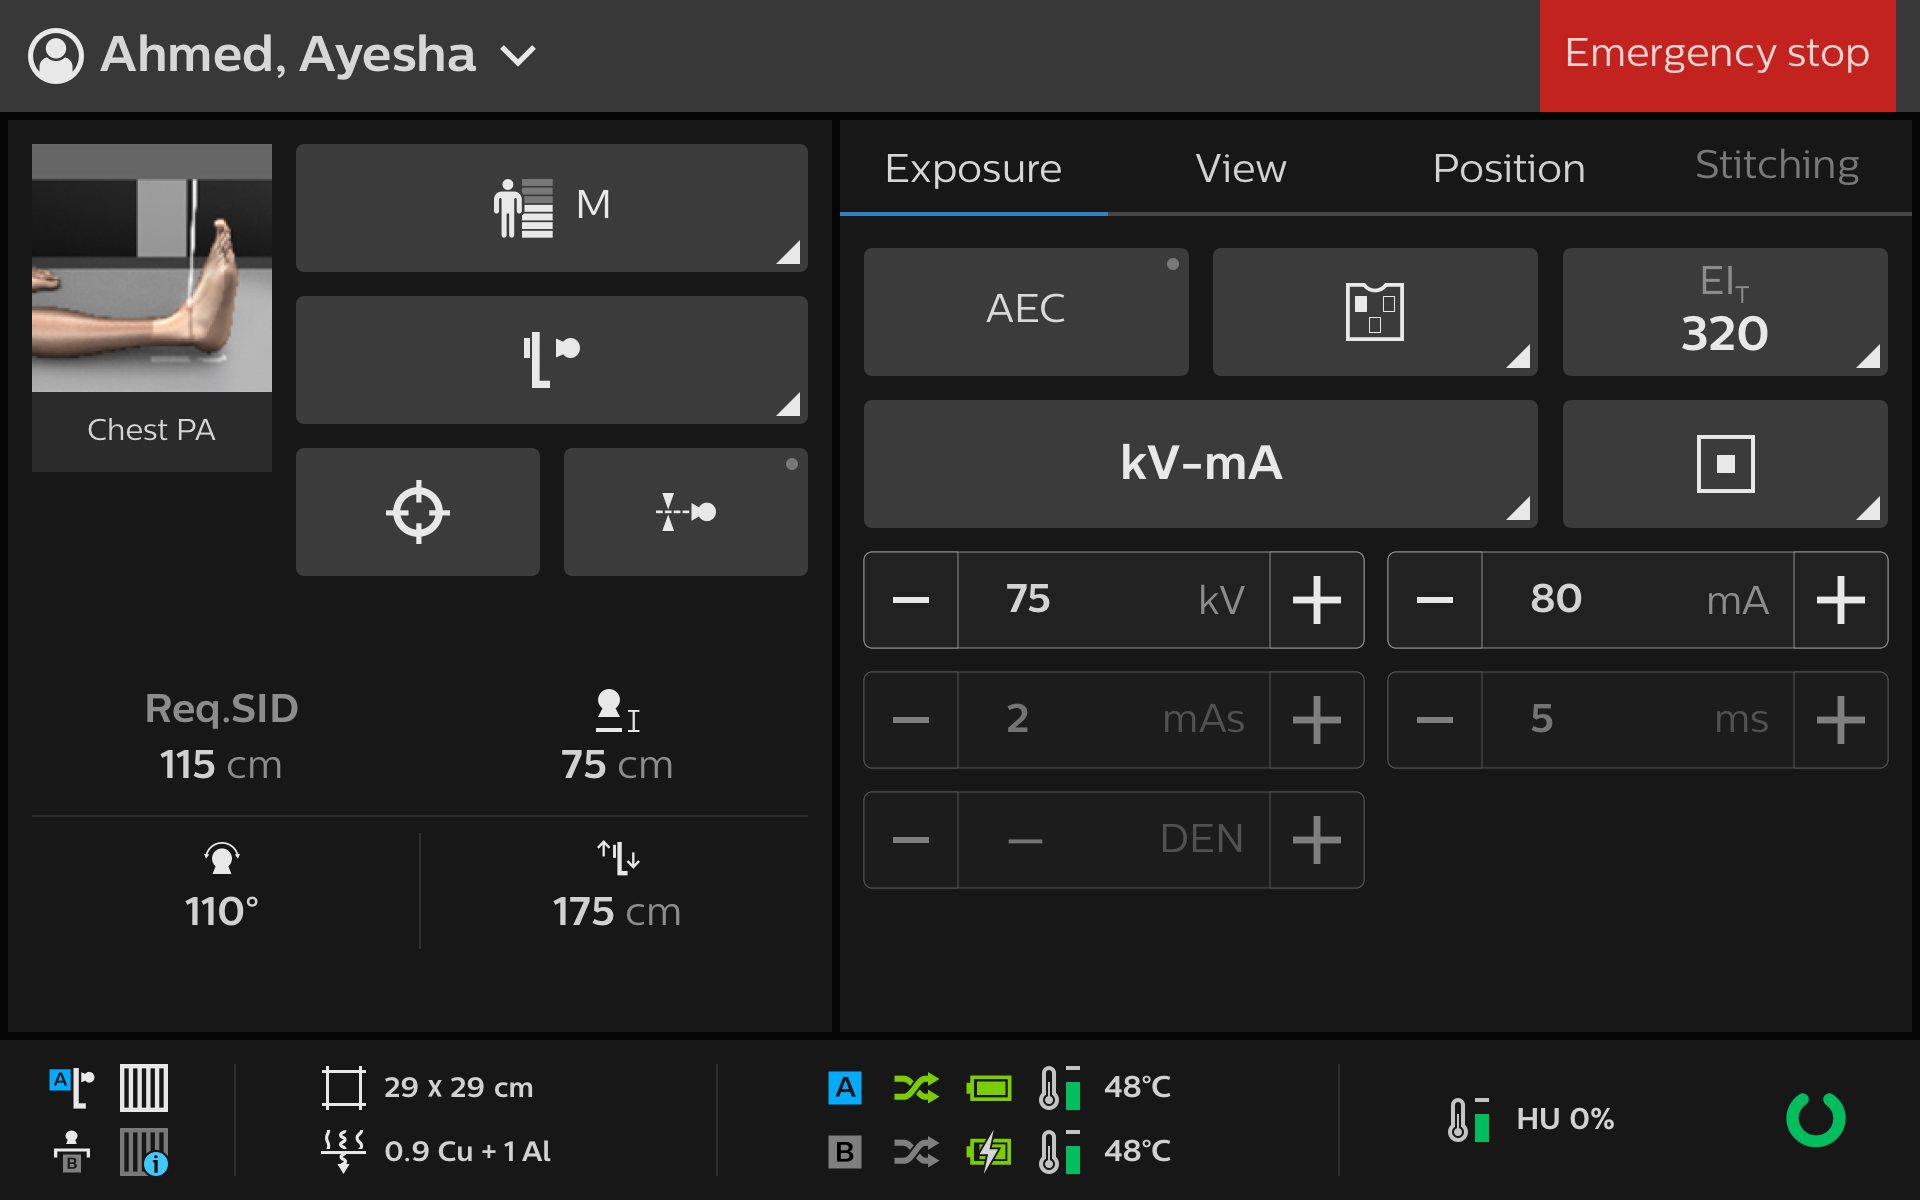 Ahmed, Ayesha
Emergency stop
Chest PA
M
Req.SID
115 cm
75 cm
110°
175 cm
Exposure
View
Position
Stitching
AEC
EIT
320
kV-mA
75 kV
80 mA
2 mAs
5 ms
– DEN
A
B
29 x 29 cm
0.9 Cu + 1 Al
A 48°C
B 48°C
HU 0%